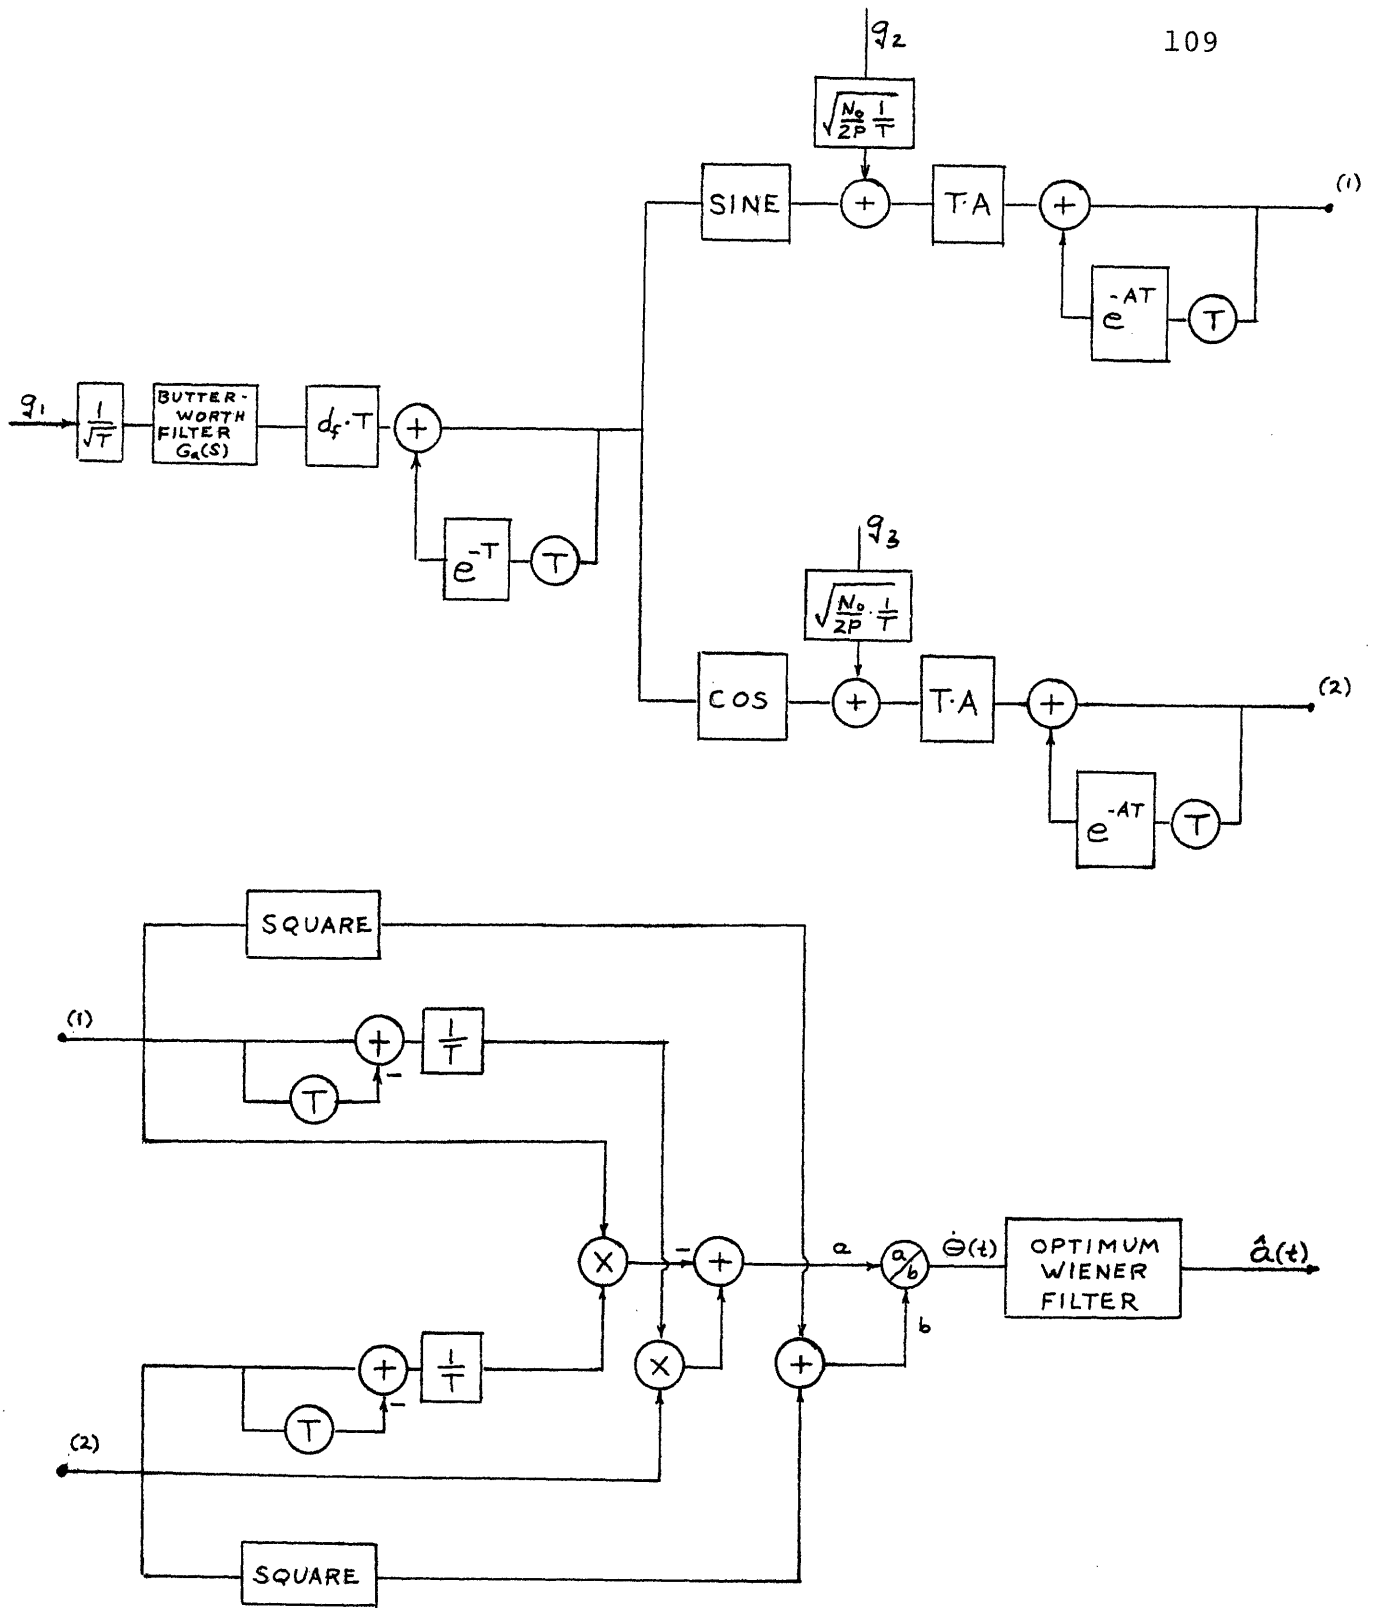 109
g2
√(N₀/2P 1/T)
SINE
+
T·A
+
(1)
e^-AT
T
g1
1/√T
BUTTER-
WORTH
FILTER
Ga(S)
df·T
+
e^-T
T
g3
√(N₀/2P · 1/T)
COS
+
T·A
+
(2)
e^-AT
T
SQUARE
(1)
+
-
1/T
T
X
-
+
a
a/b
Θ̇(t)
OPTIMUM
WIENER
FILTER
â(t)
b
+
-
1/T
X
+
T
(2)
SQUARE